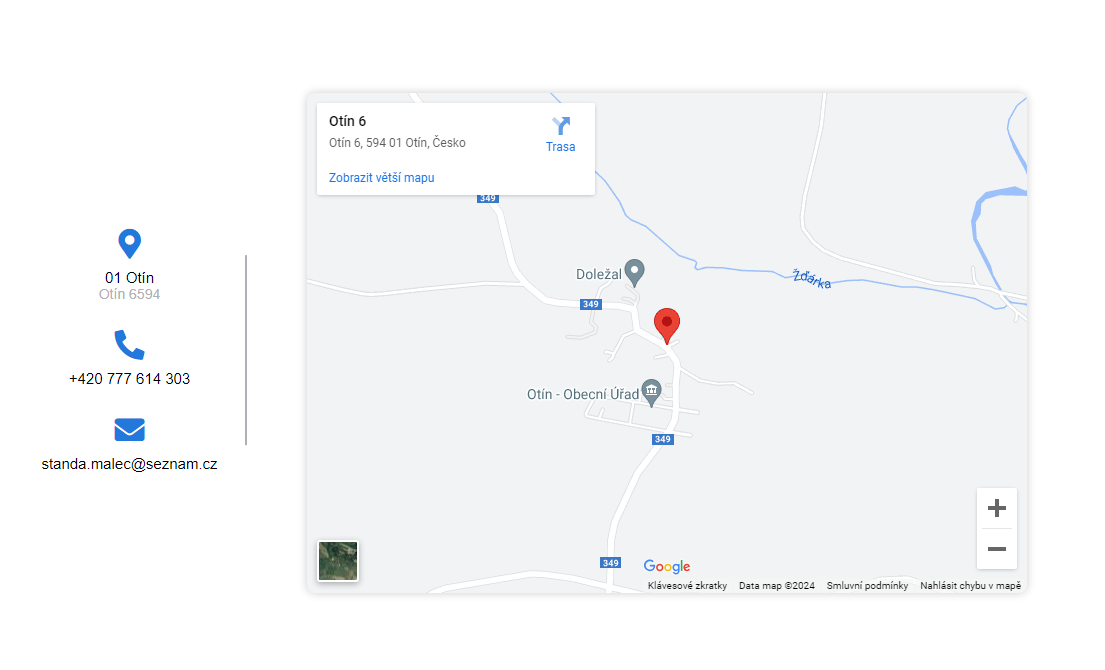 01 Otín
Otín 6594
+420 777 614 303
standa.malec@seznam.cz
Otín 6
Otín 6, 594 01 Otín, Česko
Trasa
Zobrazit větší mapu
349
Doležal
Žďárka
349
Otín - Obecní Úřad
349
349
Google
Klávesové zkratky Data map ©2024 Smluvní podmínky Nahlásit chybu v mapě